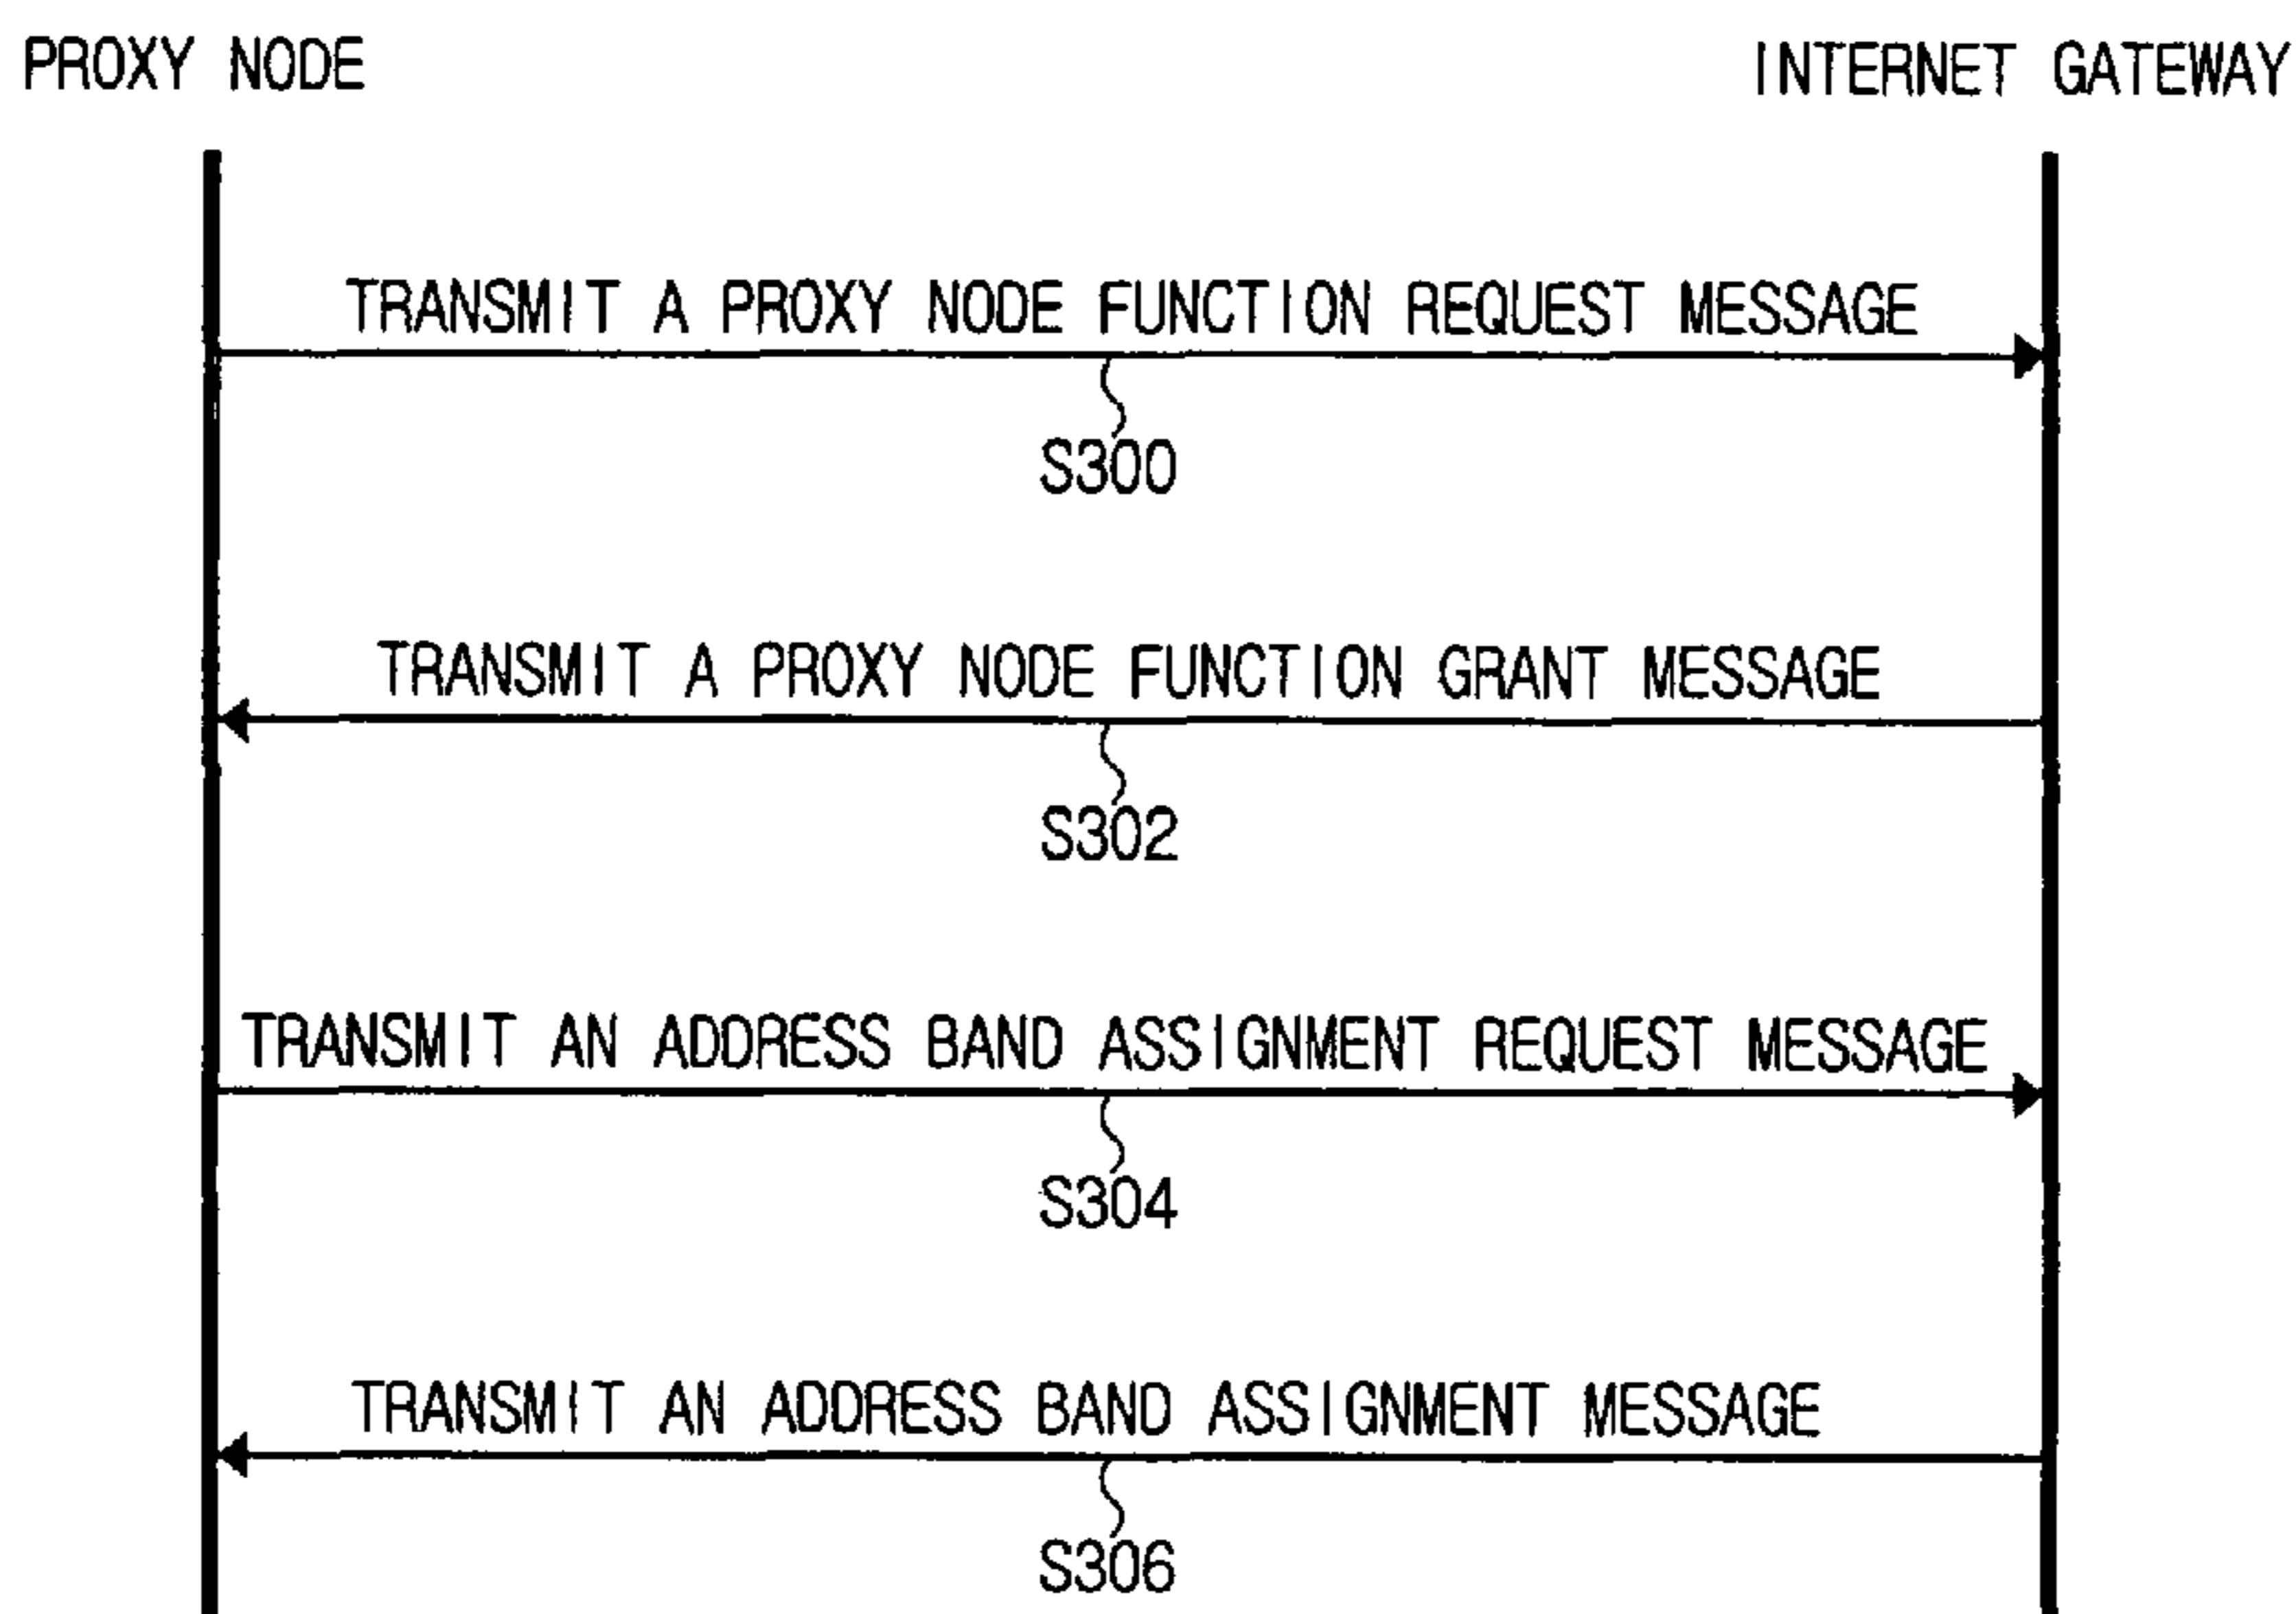 PROXY NODE
INTERNET GATEWAY
TRANSMIT A PROXY NODE FUNCTION REQUEST MESSAGE
S300
TRANSMIT A PROXY NODE FUNCTION GRANT MESSAGE
S302
TRANSMIT AN ADDRESS BAND ASSIGNMENT REQUEST MESSAGE
S304
TRANSMIT AN ADDRESS BAND ASSIGNMENT MESSAGE
S306